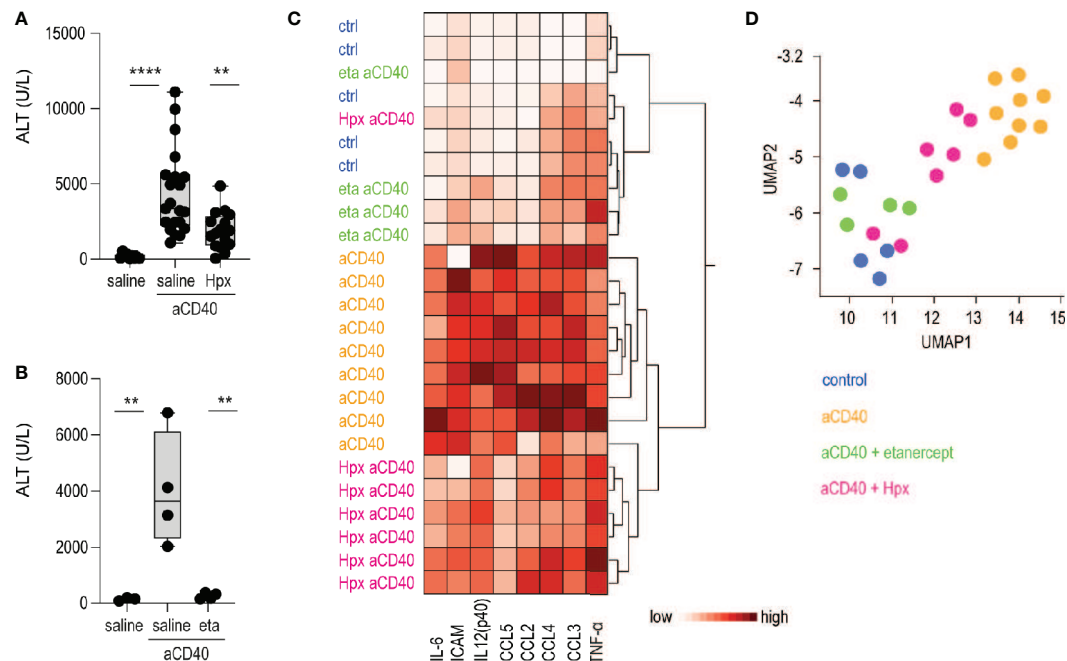 A
ALT (U/L)
15000
10000
5000
0
****
**
saline
saline
Hpx
aCD40
B
ALT (U/L)
8000
6000
4000
2000
0
**
**
saline
saline
eta
aCD40
C
ctrl
ctrl
eta aCD40
ctrl
Hpx aCD40
ctrl
ctrl
eta aCD40
eta aCD40
eta aCD40
aCD40
aCD40
aCD40
aCD40
aCD40
aCD40
aCD40
aCD40
aCD40
Hpx aCD40
Hpx aCD40
Hpx aCD40
Hpx aCD40
Hpx aCD40
Hpx aCD40
IL-6
ICAM
IL12(p40)
CCL5
CCL2
CCL4
CCL3
TNF-α
low
high
D
UMAP2
-3.2
-4
-5
-6
-7
10
11
12
13
14
15
UMAP1
control
aCD40
aCD40 + etanercept
aCD40 + Hpx